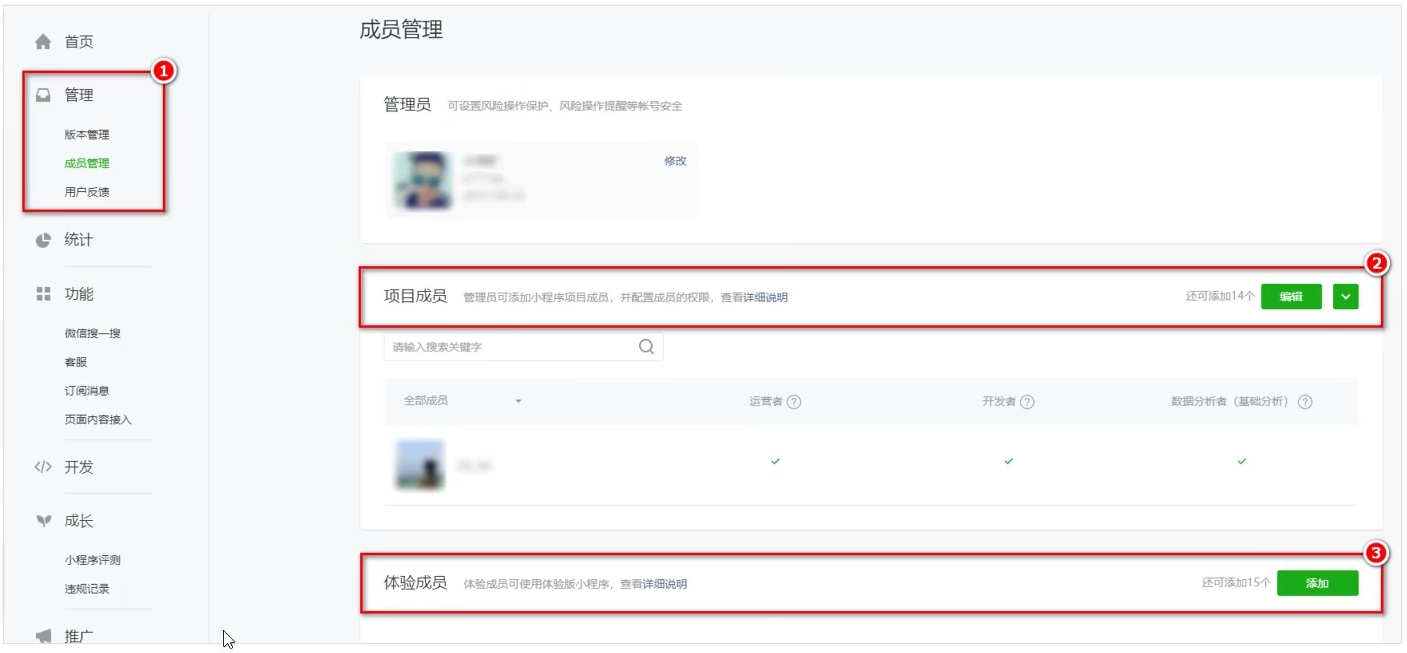 首页
管理
版本管理
成员管理
用户反馈
统计
功能
微信搜一搜
客服
订阅消息
页面内容接入
开发
成长
小程序评测
违规记录
推广
1
成员管理
管理员 可设置风险操作保护、风险操作提醒等帐号安全
修改
2
项目成员 管理员可添加小程序项目成员，并配置成员的权限，查看详细说明 还可添加14个 编辑
请输入搜索关键字
全部成员 运营者 ? 开发者 ? 数据分析者（基础分析） ?
3
体验成员 体验成员可使用体验版小程序，查看详细说明 还可添加15个 添加